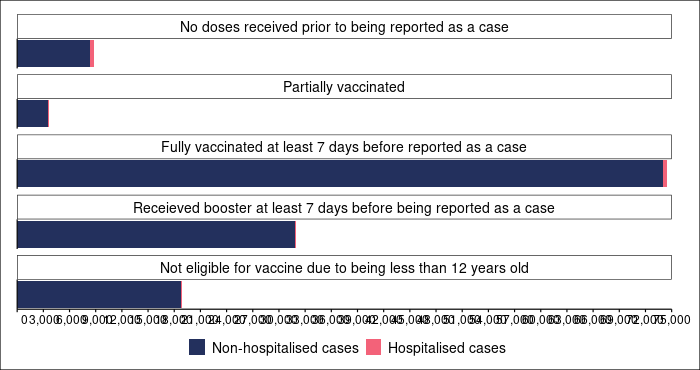 No doses received prior to being reported as a case
Partially vaccinated
Fully vaccinated at least 7 days before reported as a case
Receieved booster at least 7 days before being reported as a case
Not eligible for vaccine due to being less than 12 years old
0 3,000 6,000 9,000 12,000 15,000 18,000 21,000 24,000 27,000 30,000 33,000 36,000 39,000 42,000 45,000 48,000 51,000 54,000 57,000 60,000 63,000 66,000 69,000 72,000 75,000
Non-hospitalised cases Hospitalised cases